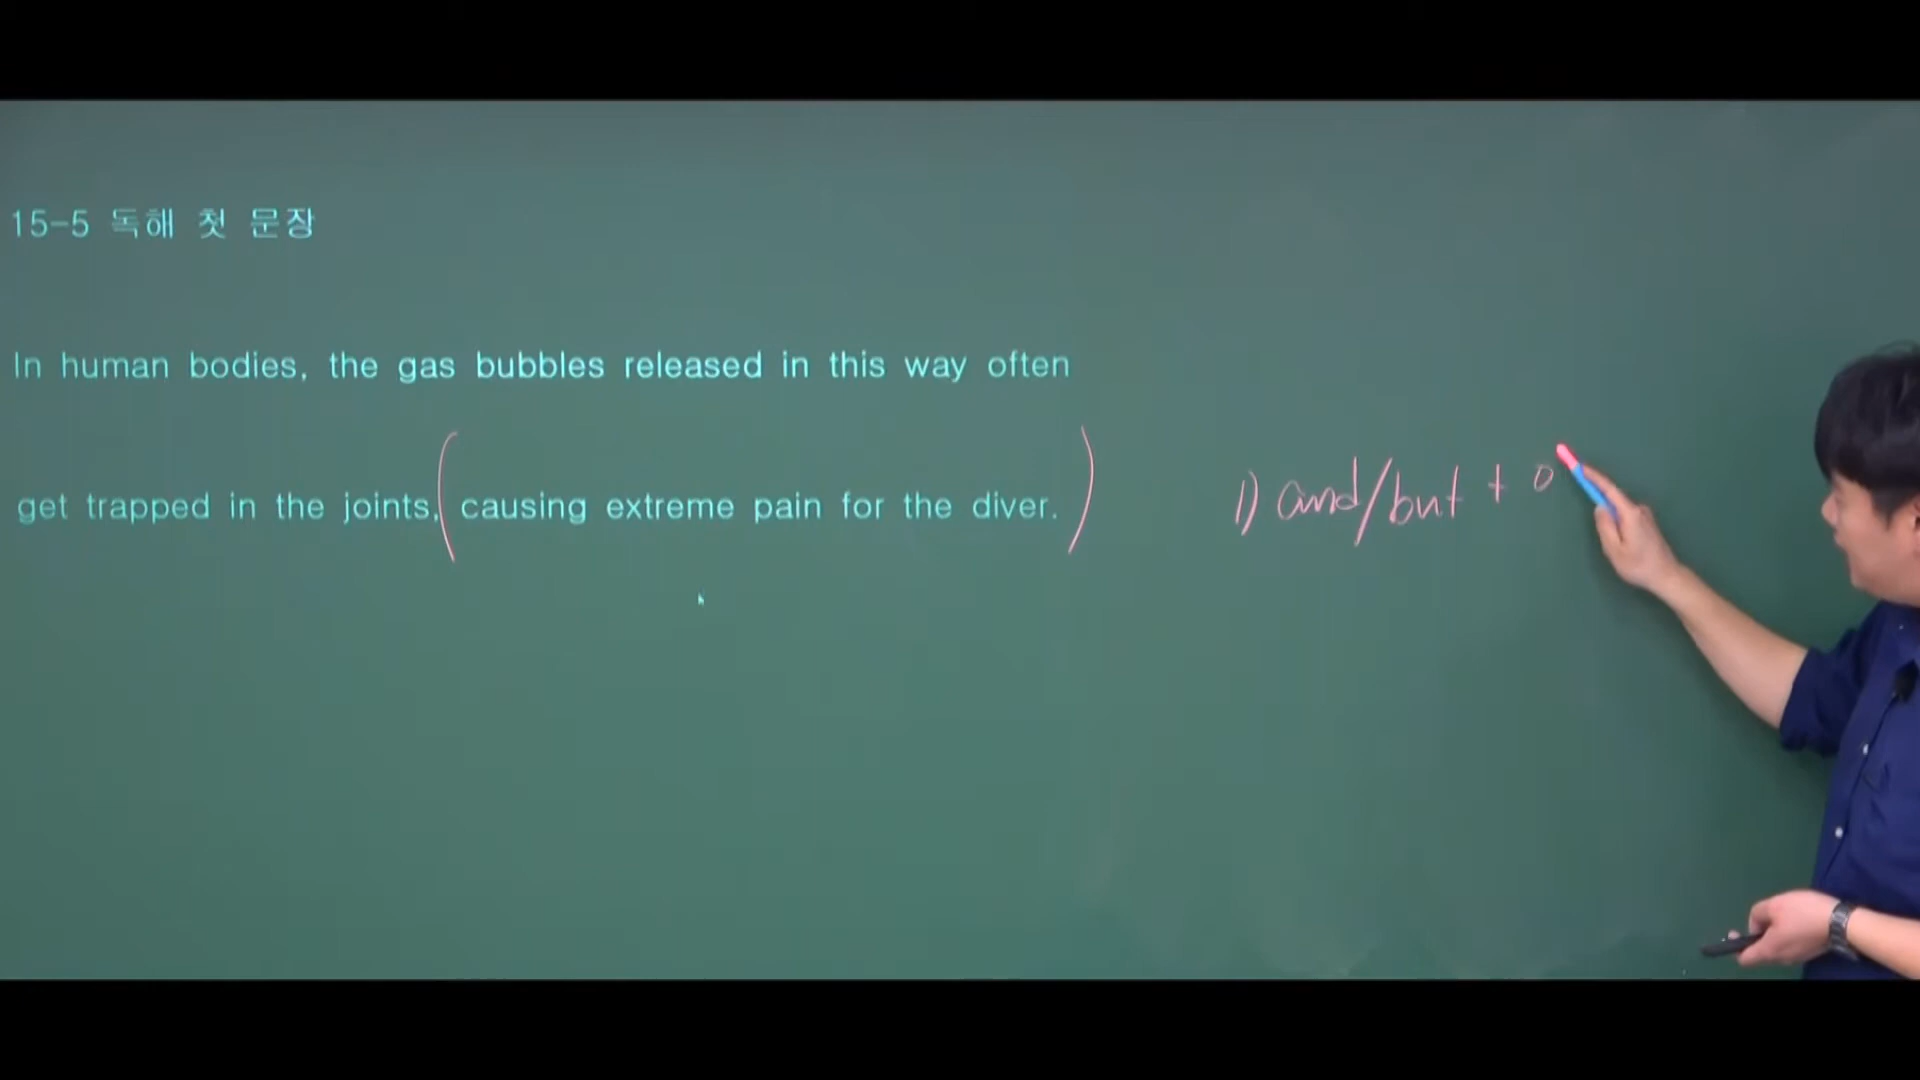 15-5 독해 첫 문장
In human bodies, the gas bubbles released in this way often
get trapped in the joints, ( causing extreme pain for the diver. )
1) and/but + o